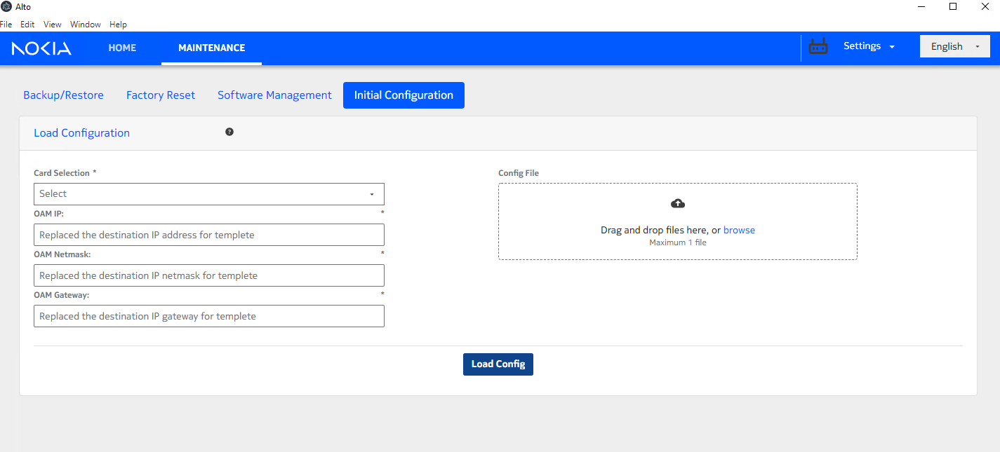 Alto
File Edit View Window Help
NOKIA HOME MAINTENANCE Settings English
Backup/Restore Factory Reset Software Management Initial Configuration
Load Configuration ?
Card Selection *
Select
OAM IP: *
Replaced the destination IP address for templete
OAM Netmask: *
Replaced the destination IP netmask for templete
OAM Gateway: *
Replaced the destination IP gateway for templete
Config File
Drag and drop files here, or browse
Maximum 1 file
Load Config